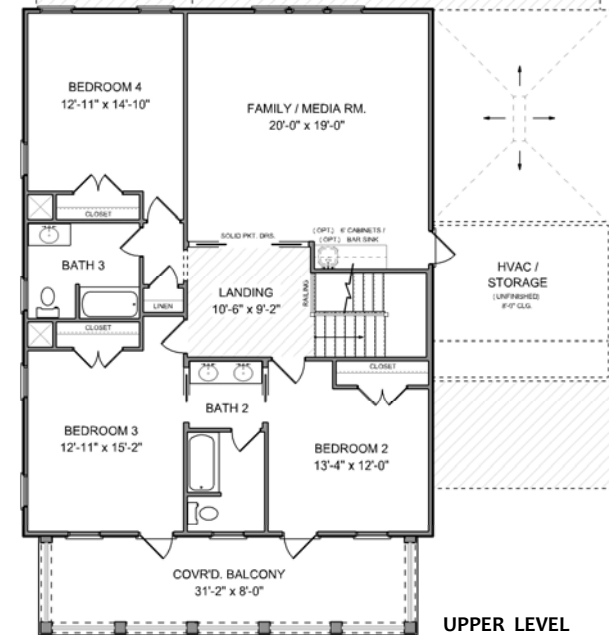 BEDROOM 4
12'-11" x 14'-10"
FAMILY / MEDIA RM.
20'-0" x 19'-0"
CLOSET
SOLID PKT. DRS.
(OPT.) 6' CABINETS /
(OPT.) BAR SINK
BATH 3
HVAC /
STORAGE
(UNFINISHED)
8'-0" CLG.
LANDING
10'-6" x 9'-2"
RAILING
LINEN
CLOSET
CLOSET
BATH 2
BEDROOM 3
12'-11" x 15'-2"
BEDROOM 2
13'-4" x 12'-0"
COVR'D. BALCONY
31'-2" x 8'-0"
UPPER LEVEL